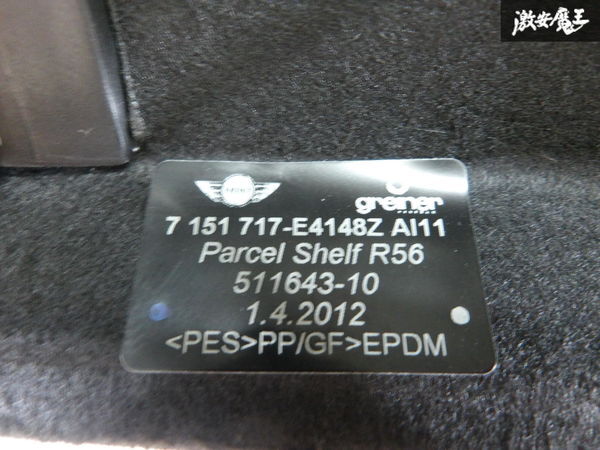 激安魔王
MINI
greiner
7 151 717-E4148Z AI11
Parcel Shelf R56
511643-10
1.4.2012
<PES>PP/GF>EPDM